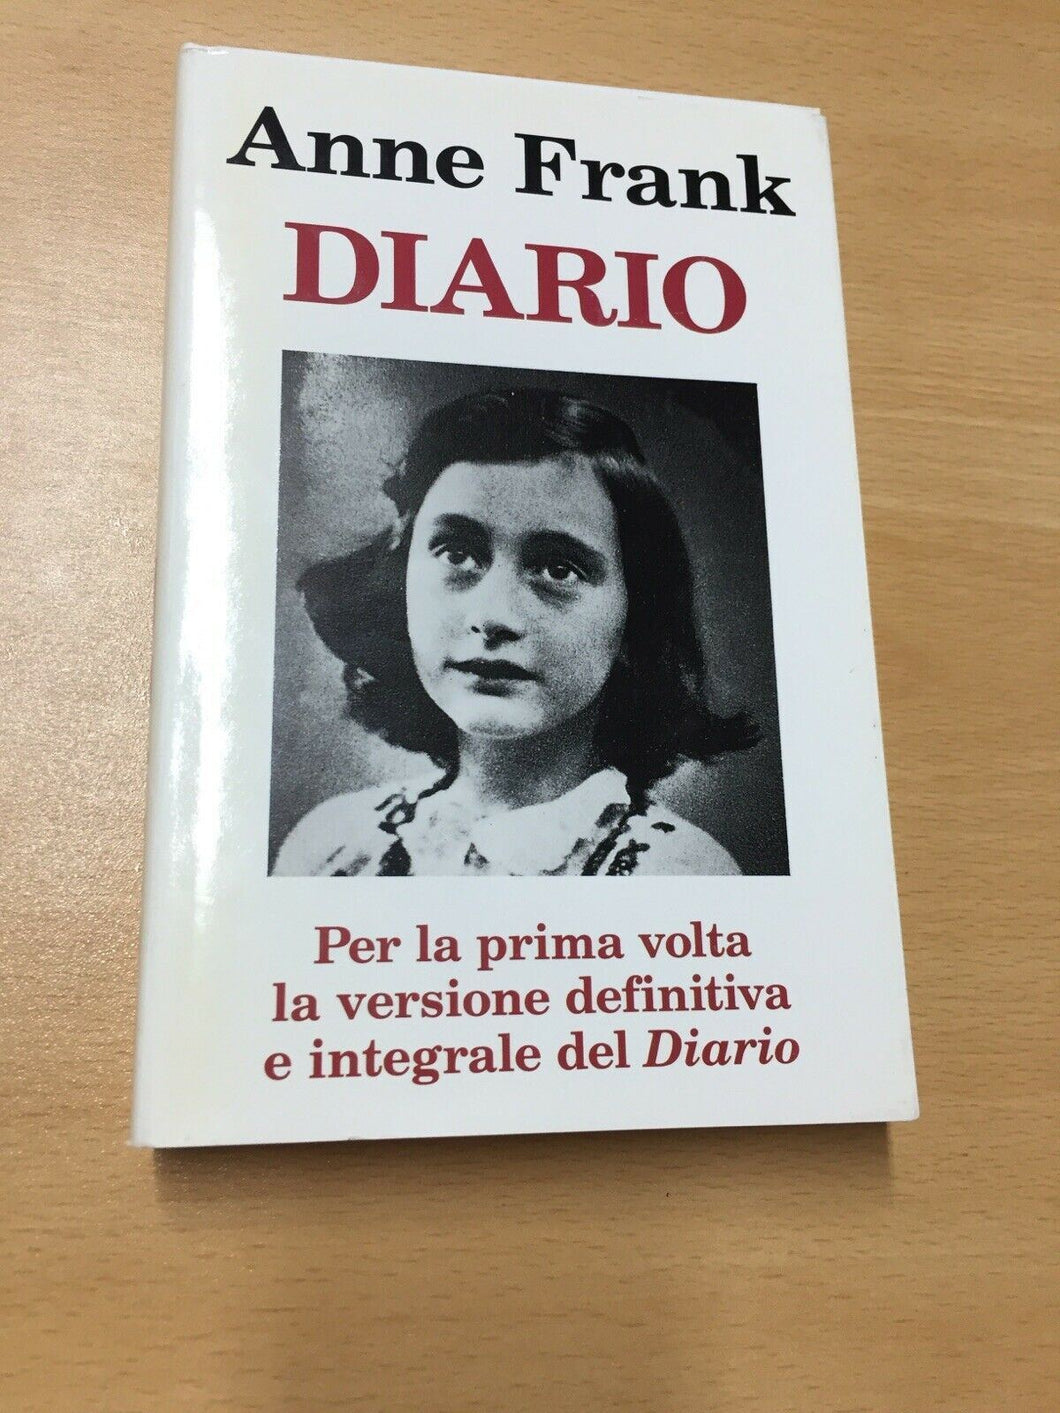 Anne Frank
DIARIO
Per la prima volta
la versione definitiva
e integrale del Diario